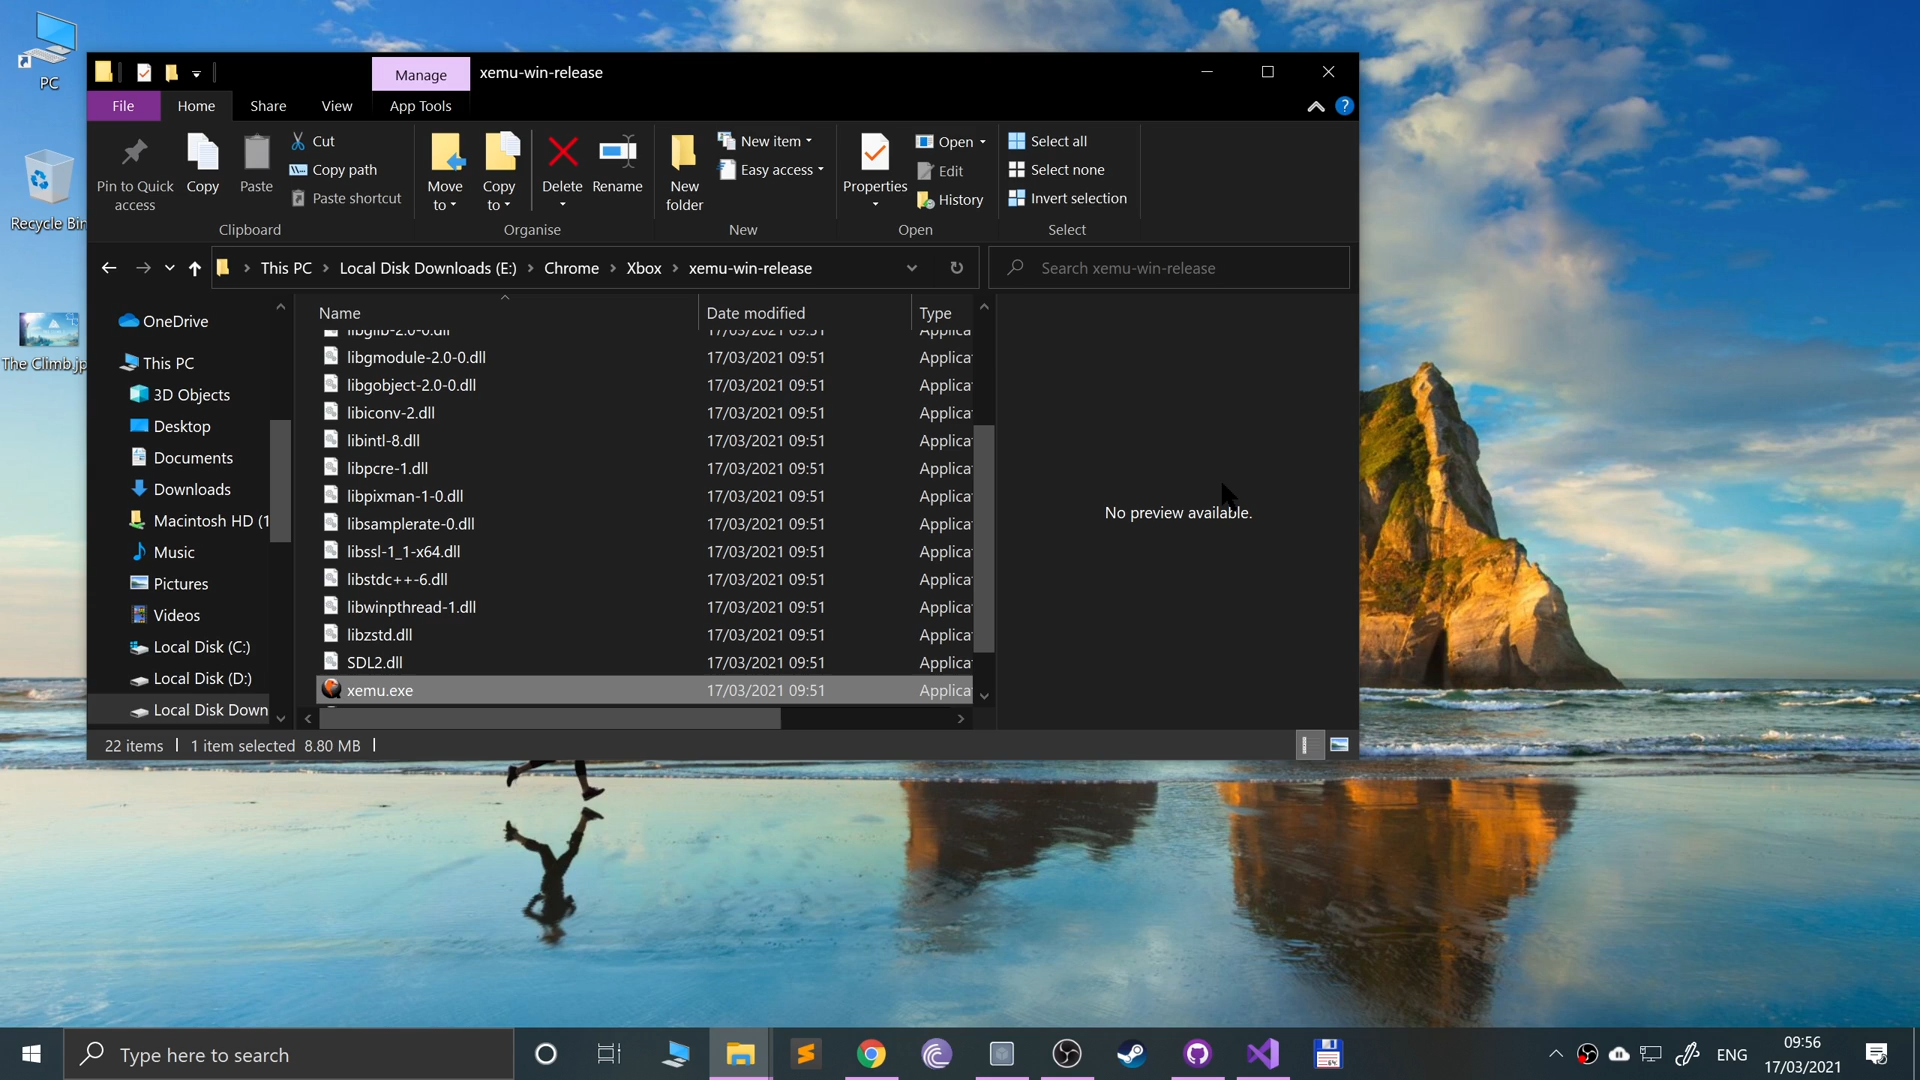 PC
Recycle Bin
The Climb.jp
Manage
xemu-win-release
File
Home
Share
View
App Tools
Pin to Quick access
Copy
Paste
Cut
Copy path
Paste shortcut
Clipboard
Move to
Copy to
Delete
Rename
Organise
New folder
New item
Easy access
New
Properties
Open
Edit
History
Open
Select all
Select none
Invert selection
Select
This PC
Local Disk Downloads (E:)
Chrome
Xbox
xemu-win-release
Search xemu-win-release
OneDrive
This PC
3D Objects
Desktop
Documents
Downloads
Macintosh HD (1
Music
Pictures
Videos
Local Disk (C:)
Local Disk (D:)
Local Disk Down
Name Date modified Type
libglib-2.0-0.dll 17/03/2021 09:51 Applica
libgmodule-2.0-0.dll 17/03/2021 09:51 Applica
libgobject-2.0-0.dll 17/03/2021 09:51 Applica
libiconv-2.dll 17/03/2021 09:51 Applica
libintl-8.dll 17/03/2021 09:51 Applica
libpcre-1.dll 17/03/2021 09:51 Applica
libpixman-1-0.dll 17/03/2021 09:51 Applica
libsamplerate-0.dll 17/03/2021 09:51 Applica
libssl-1_1-x64.dll 17/03/2021 09:51 Applica
libstdc++-6.dll 17/03/2021 09:51 Applica
libwinpthread-1.dll 17/03/2021 09:51 Applica
libzstd.dll 17/03/2021 09:51 Applica
SDL2.dll 17/03/2021 09:51 Applica
xemu.exe 17/03/2021 09:51 Applica
No preview available.
22 items 1 item selected 8.80 MB
Type here to search
ENG
09:56
17/03/2021